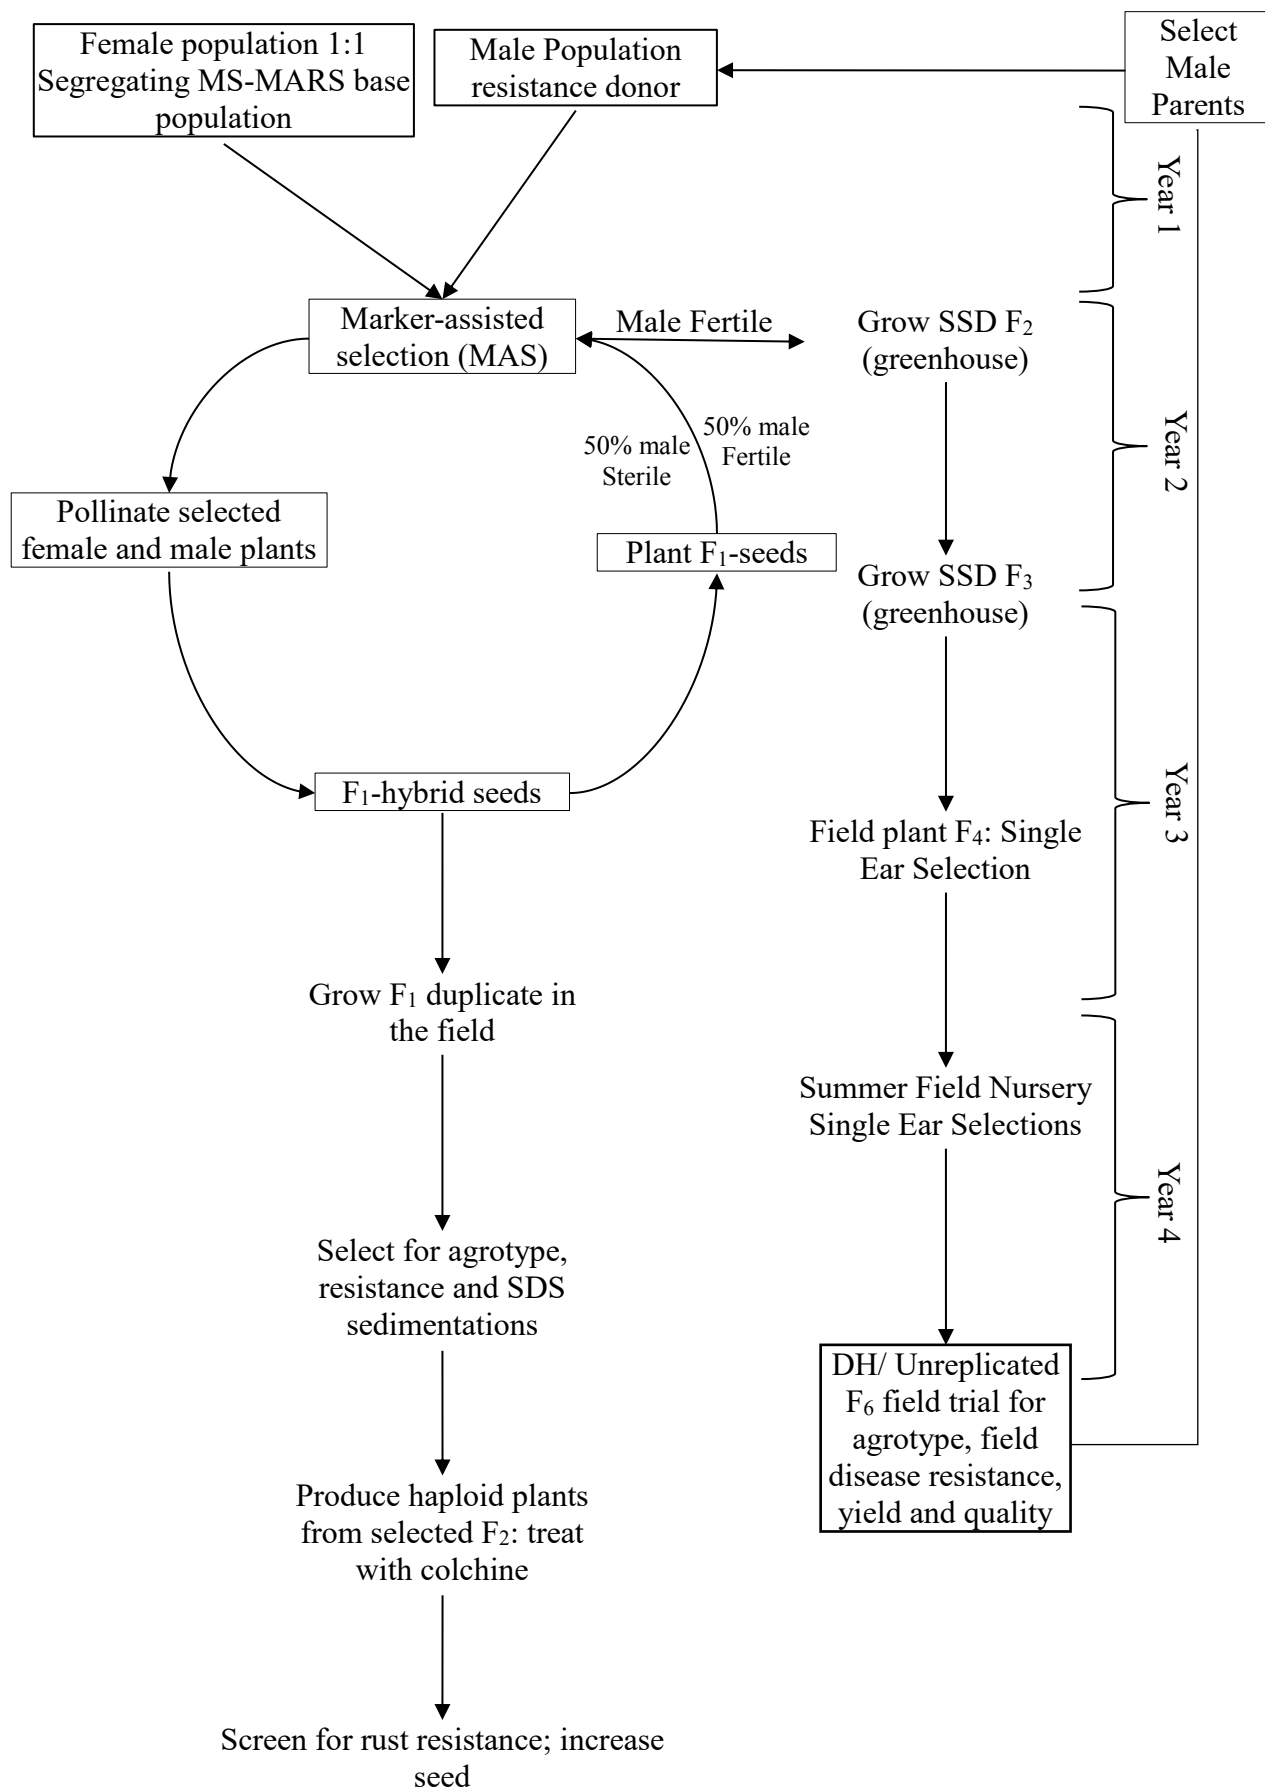 Female population 1:1
Segregating MS-MARS base
population
Male Population
resistance donor
Select
Male
Parents
Year 1
Marker-assisted
selection (MAS)
Male Fertile
Grow SSD F₂
(greenhouse)
Year 2
50% male
Sterile
50% male
Fertile
Pollinate selected
female and male plants
Plant F₁-seeds
Grow SSD F₃
(greenhouse)
Year 3
F₁-hybrid seeds
Field plant F₄: Single
Ear Selection
Grow F₁ duplicate in
the field
Summer Field Nursery
Single Ear Selections
Year 4
Select for agrotype,
resistance and SDS
sedimentations
DH/ Unreplicated
F₆ field trial for
agrotype, field
disease resistance,
yield and quality
Produce haploid plants
from selected F₂: treat
with colchine
Screen for rust resistance; increase
seed